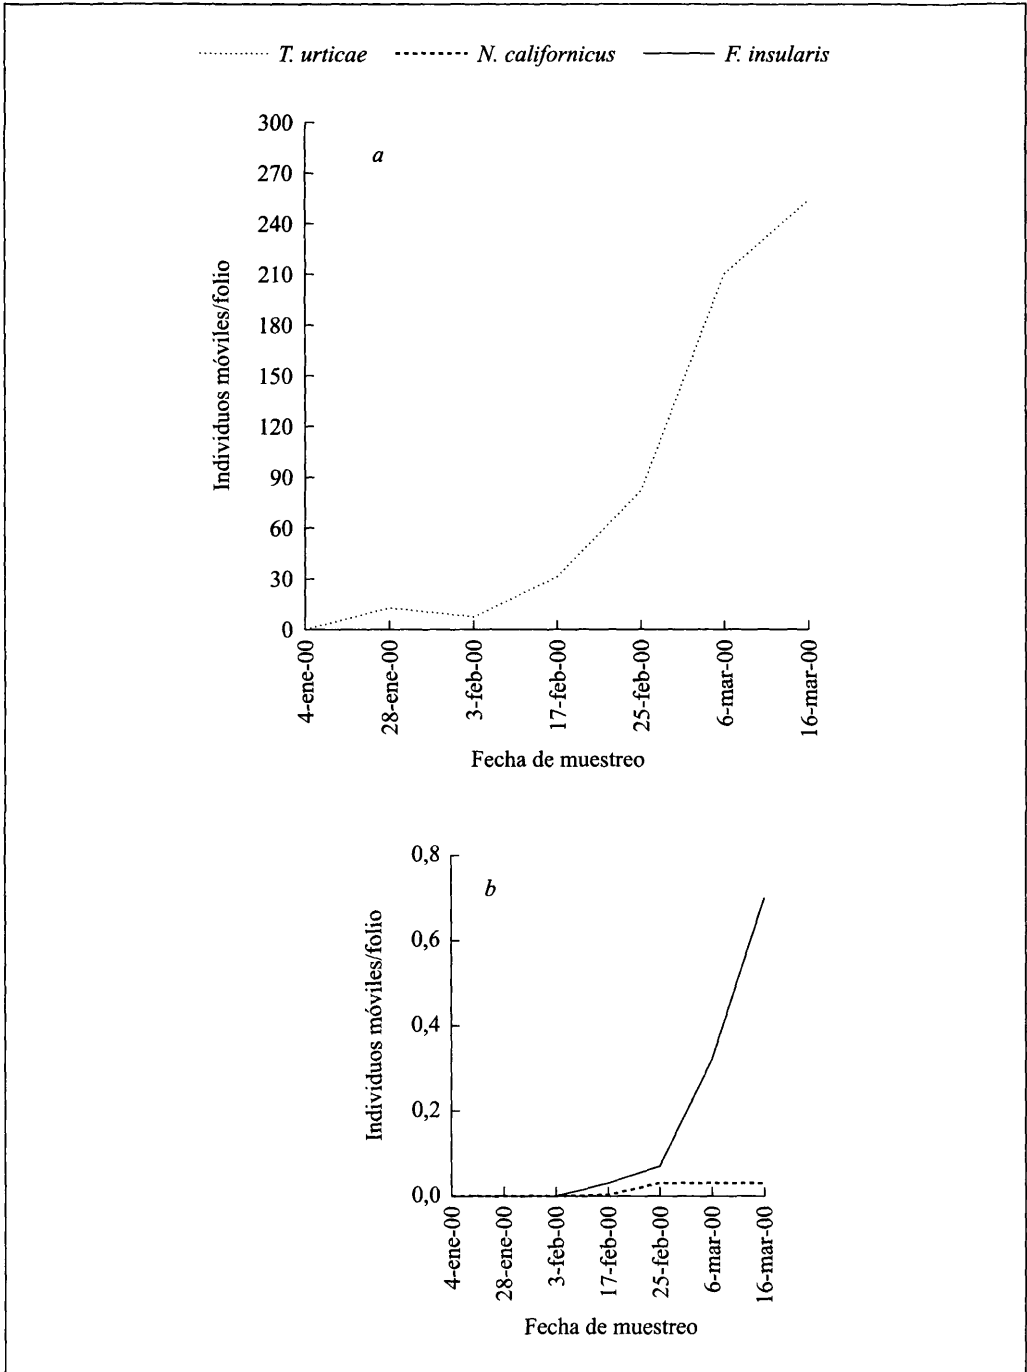 T. urticae N. californicus F. insularis
a
300
270
240
210
180
150
120
90
60
30
0
Individuos móviles/folio
4-ene-00
28-ene-00
3-feb-00
17-feb-00
25-feb-00
6-mar-00
16-mar-00
Fecha de muestreo
b
0,8
0,6
0,4
0,2
0,0
Individuos móviles/folio
4-ene-00
28-ene-00
3-feb-00
17-feb-00
25-feb-00
6-mar-00
16-mar-00
Fecha de muestreo